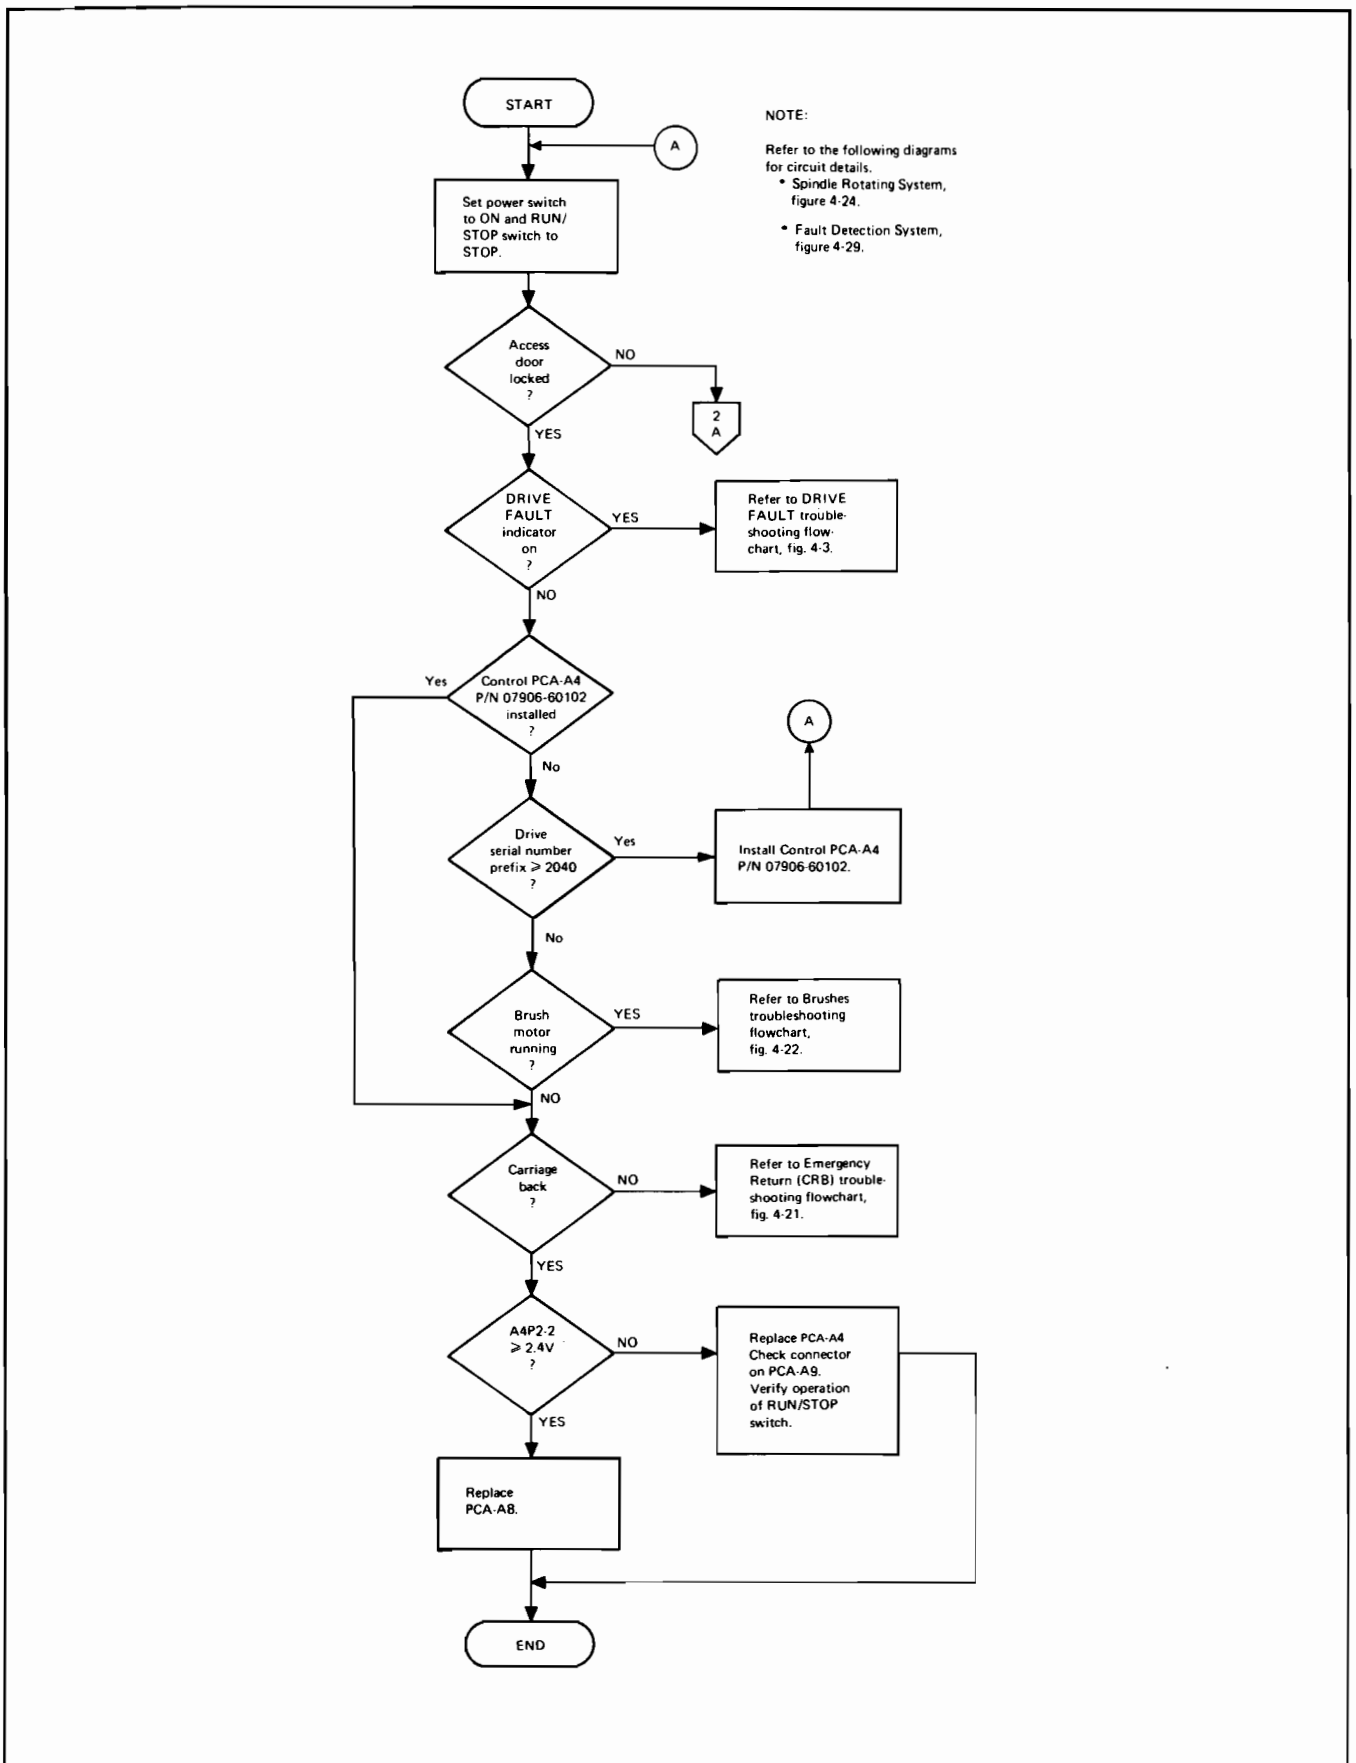 START
A
NOTE:
Refer to the following diagrams
for circuit details.
• Spindle Rotating System,
figure 4-24.
• Fault Detection System,
figure 4-29.
Set power switch
to ON and RUN/
STOP switch to
STOP.
Access
door
locked
?
NO
2
A
YES
DRIVE
FAULT
indicator
on
?
YES
Refer to DRIVE
FAULT trouble-
shooting flow-
chart, fig. 4-3.
NO
Yes
Control PCA-A4
P/N 07906-60102
installed
?
A
No
Drive
serial number
prefix ⩾ 2040
?
Yes
Install Control PCA-A4
P/N 07906-60102.
No
Brush
motor
running
?
YES
Refer to Brushes
troubleshooting
flowchart,
fig. 4-22.
NO
Carriage
back
?
NO
Refer to Emergency
Return (CRB) trouble-
shooting flowchart,
fig. 4-21.
YES
A4P2-2
⩾ 2.4V
?
NO
Replace PCA-A4
Check connector
on PCA-A9.
Verify operation
of RUN/STOP
switch.
YES
Replace
PCA-A8.
END